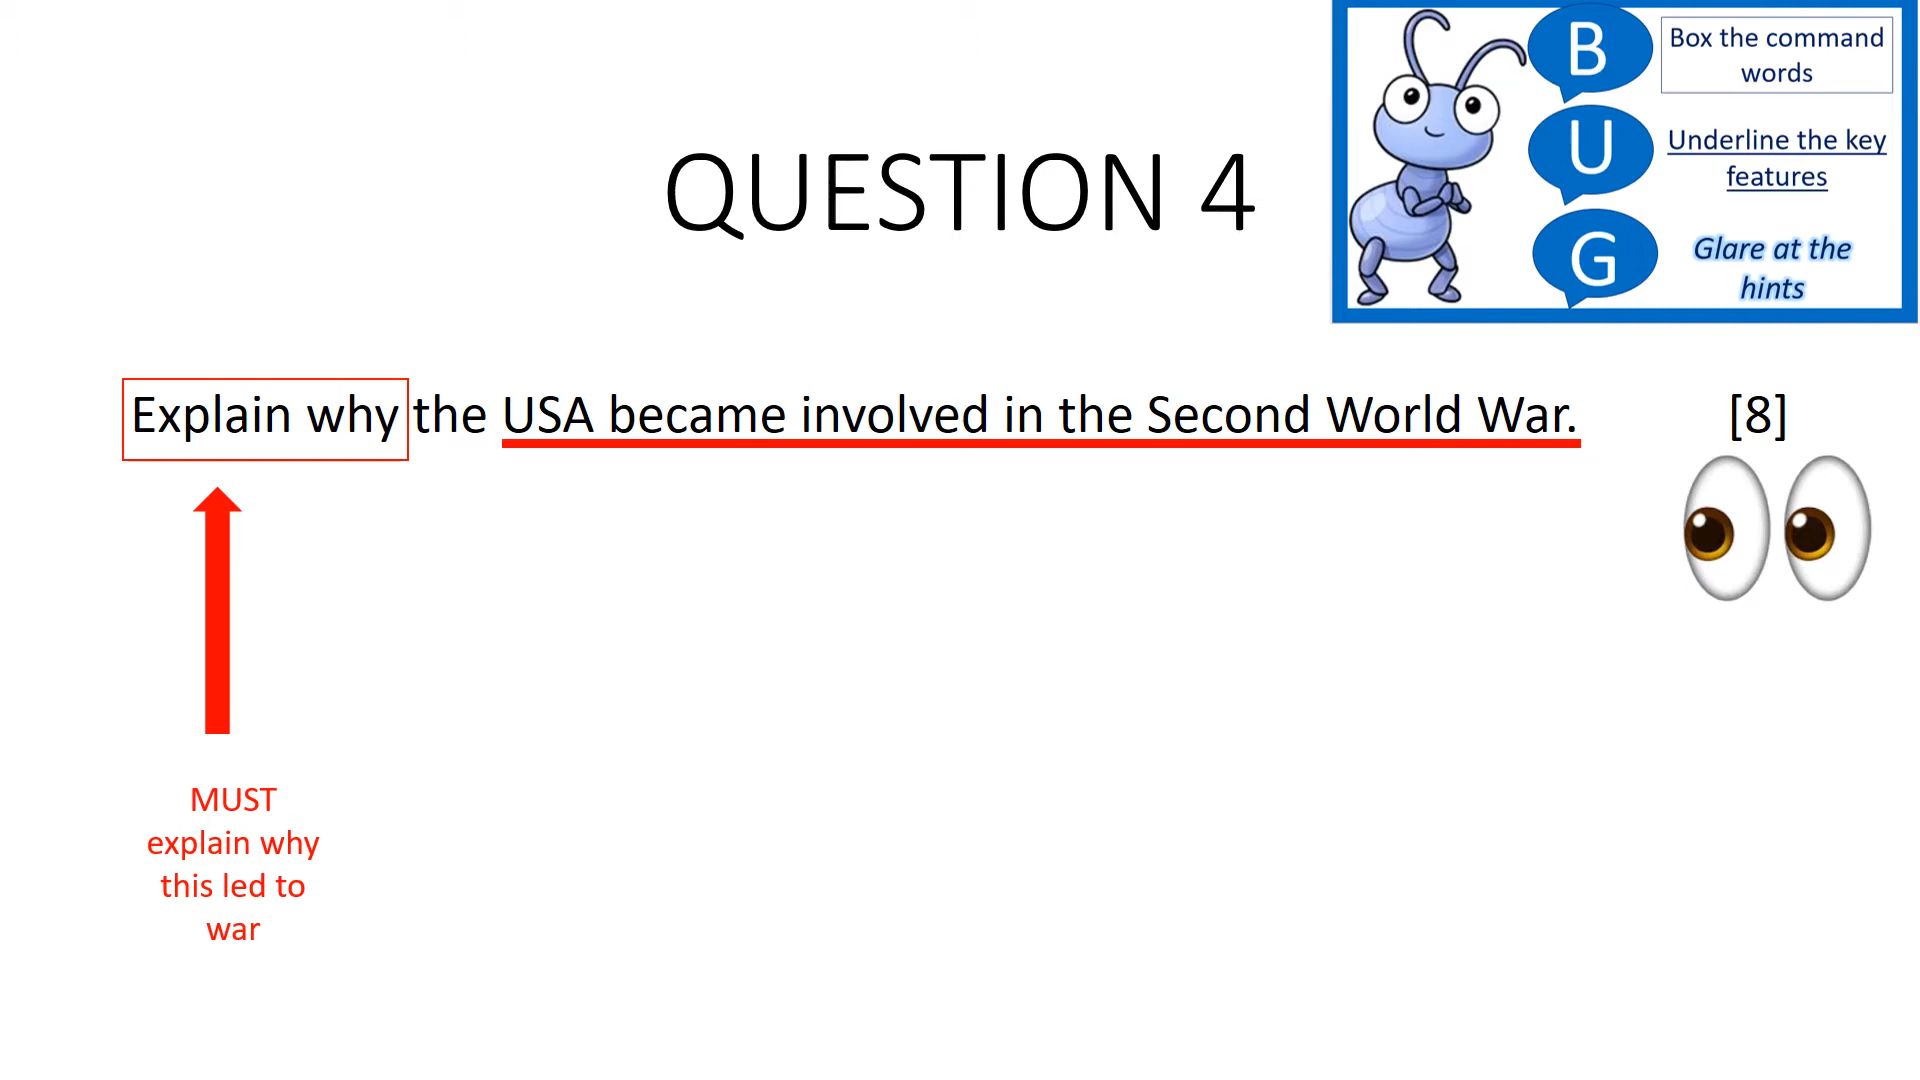 B
Box the command
words
U
Underline the key
features
G
Glare at the
hints
QUESTION 4
Explain why the USA became involved in the Second World War. [8]
MUST
explain why
this led to
war